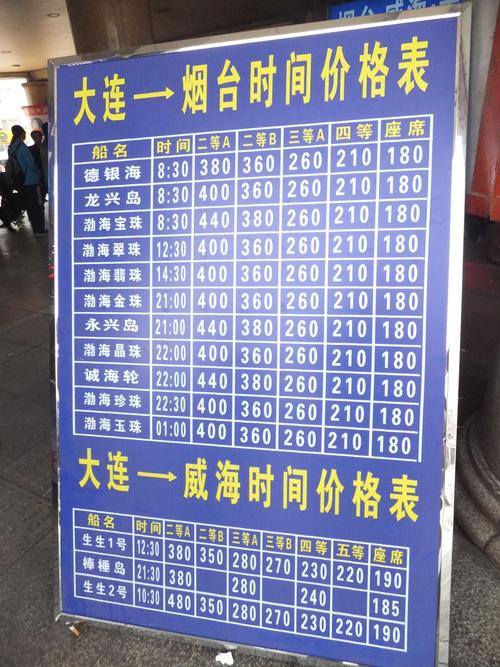 大连→烟台时间价格表
船名 时间 二等A 二等B 三等A 四等 座席
德银海 8:30 380 360 260 210 180
龙兴岛 8:30 400 360 260 210 180
渤海宝珠 8:30 440 380 260 210 180
渤海翠珠 12:30 400 360 260 210 180
渤海翡珠 14:30 400 360 260 210 180
渤海金珠 21:00 400 360 260 210 180
永兴岛 21:00 440 380 260 210 180
渤海晶珠 22:00 400 360 260 210 180
诚海轮 22:00 440 380 260 210 180
渤海珍珠 22:30 400 360 260 210 180
渤海玉珠 01:00 400 360 260 210 180
大连→威海时间价格表
船名 时间 二等A 二等B 三等A 三等B 四等 五等 座席
生生1号 12:30 380 350 280 270 230 220 190
棒棰岛 21:30 380 280 240 185
生生2号 10:30 480 350 280 270 230 220 190